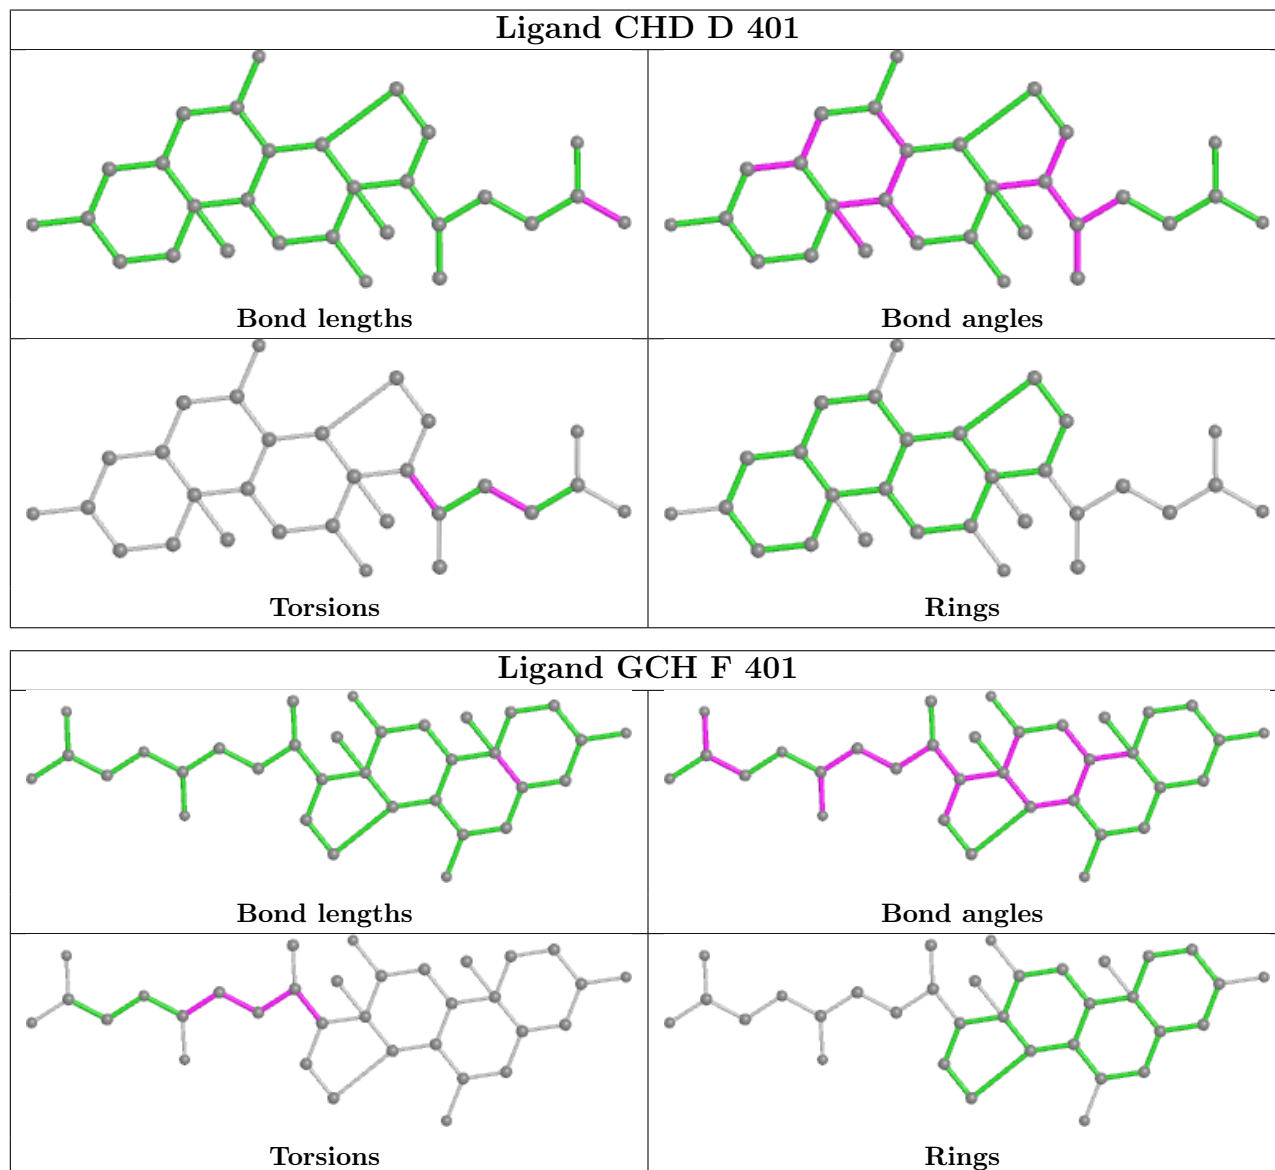 Ligand CHD D 401
Bond lengths
Bond angles
Torsions
Rings
Ligand GCH F 401
Bond lengths
Bond angles
Torsions
Rings